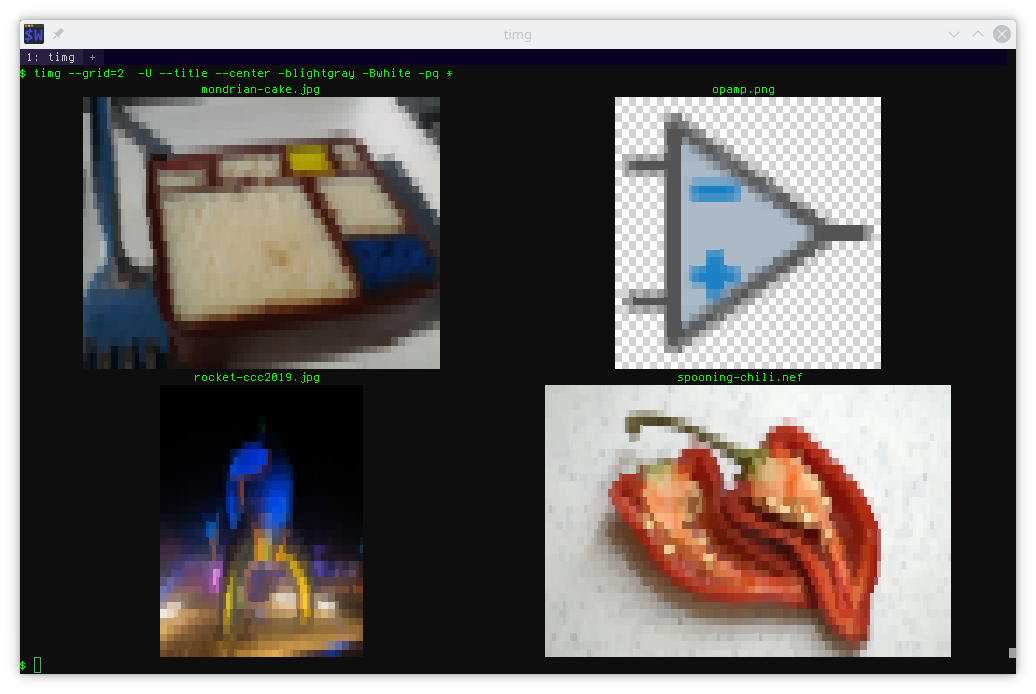 $W
timg
1: timg +
$ timg --grid=2  -U --title --center -blightgray -Bwhite -pq *
mondrian-cake.jpg
opamp.png
rocket-ccc2019.jpg
spooning-chili.nef
$